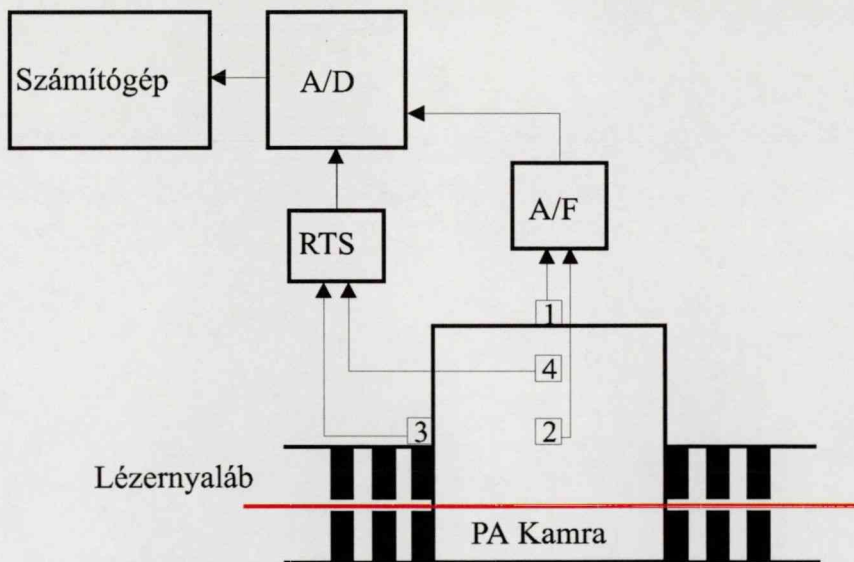 Számítógép
A/D
A/F
RTS
1
4
3
2
Lézernyaláb
PA Kamra